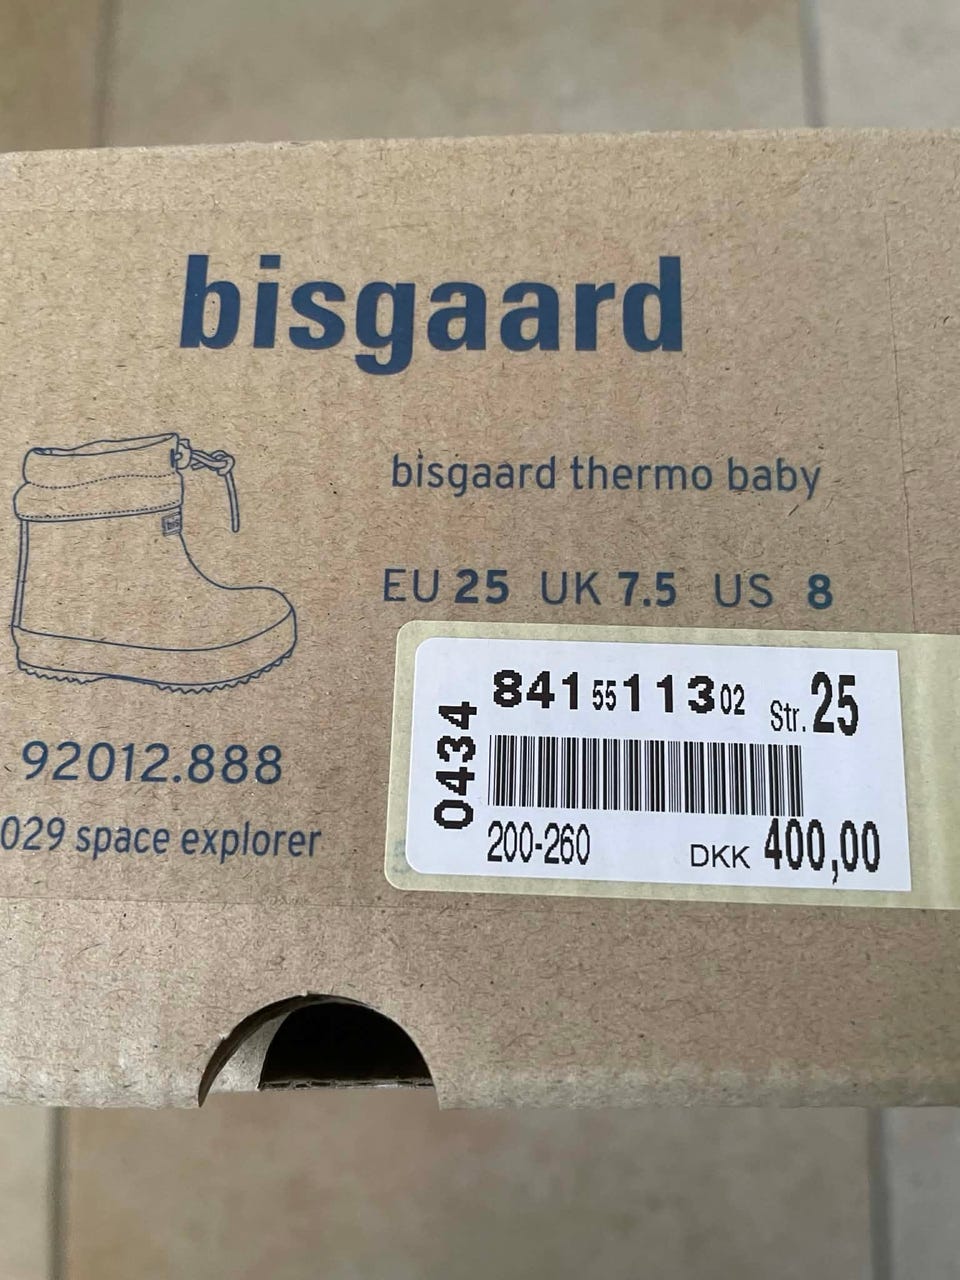 bisgaard
bisgaard thermo baby
EU 25 UK 7.5 US 8
bis
92012.888
029 space explorer
0434
841 55 113 02 Str. 25
200-260 DKK 400,00